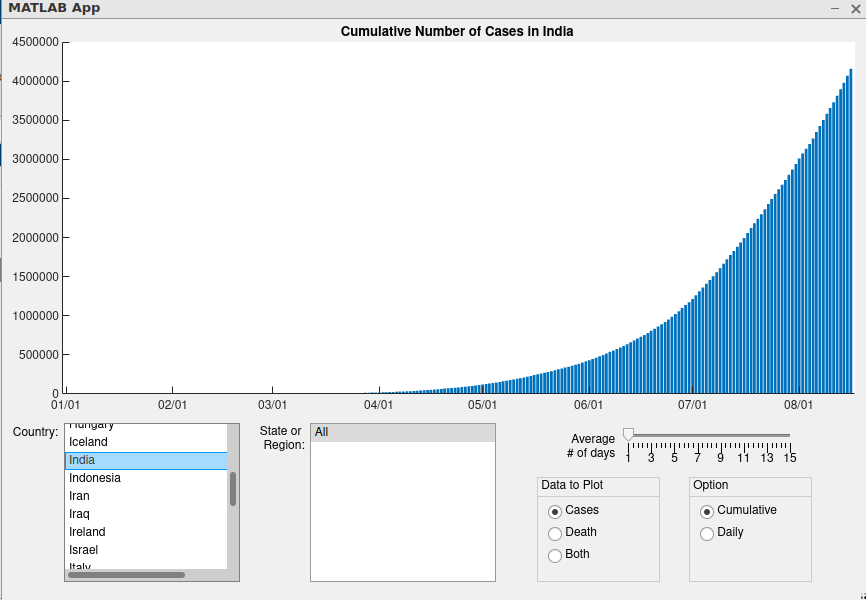 MATLAB App
Cumulative Number of Cases in India
4500000
4000000
3500000
3000000
2500000
2000000
1500000
1000000
500000
0
01/01 02/01 03/01 04/01 05/01 06/01 07/01 08/01
Country:
Hungary
Iceland
India
Indonesia
Iran
Iraq
Ireland
Israel
Italy
State or
Region:
All
Average
# of days
1 3 5 7 9 11 13 15
Data to Plot
Cases
Death
Both
Option
Cumulative
Daily